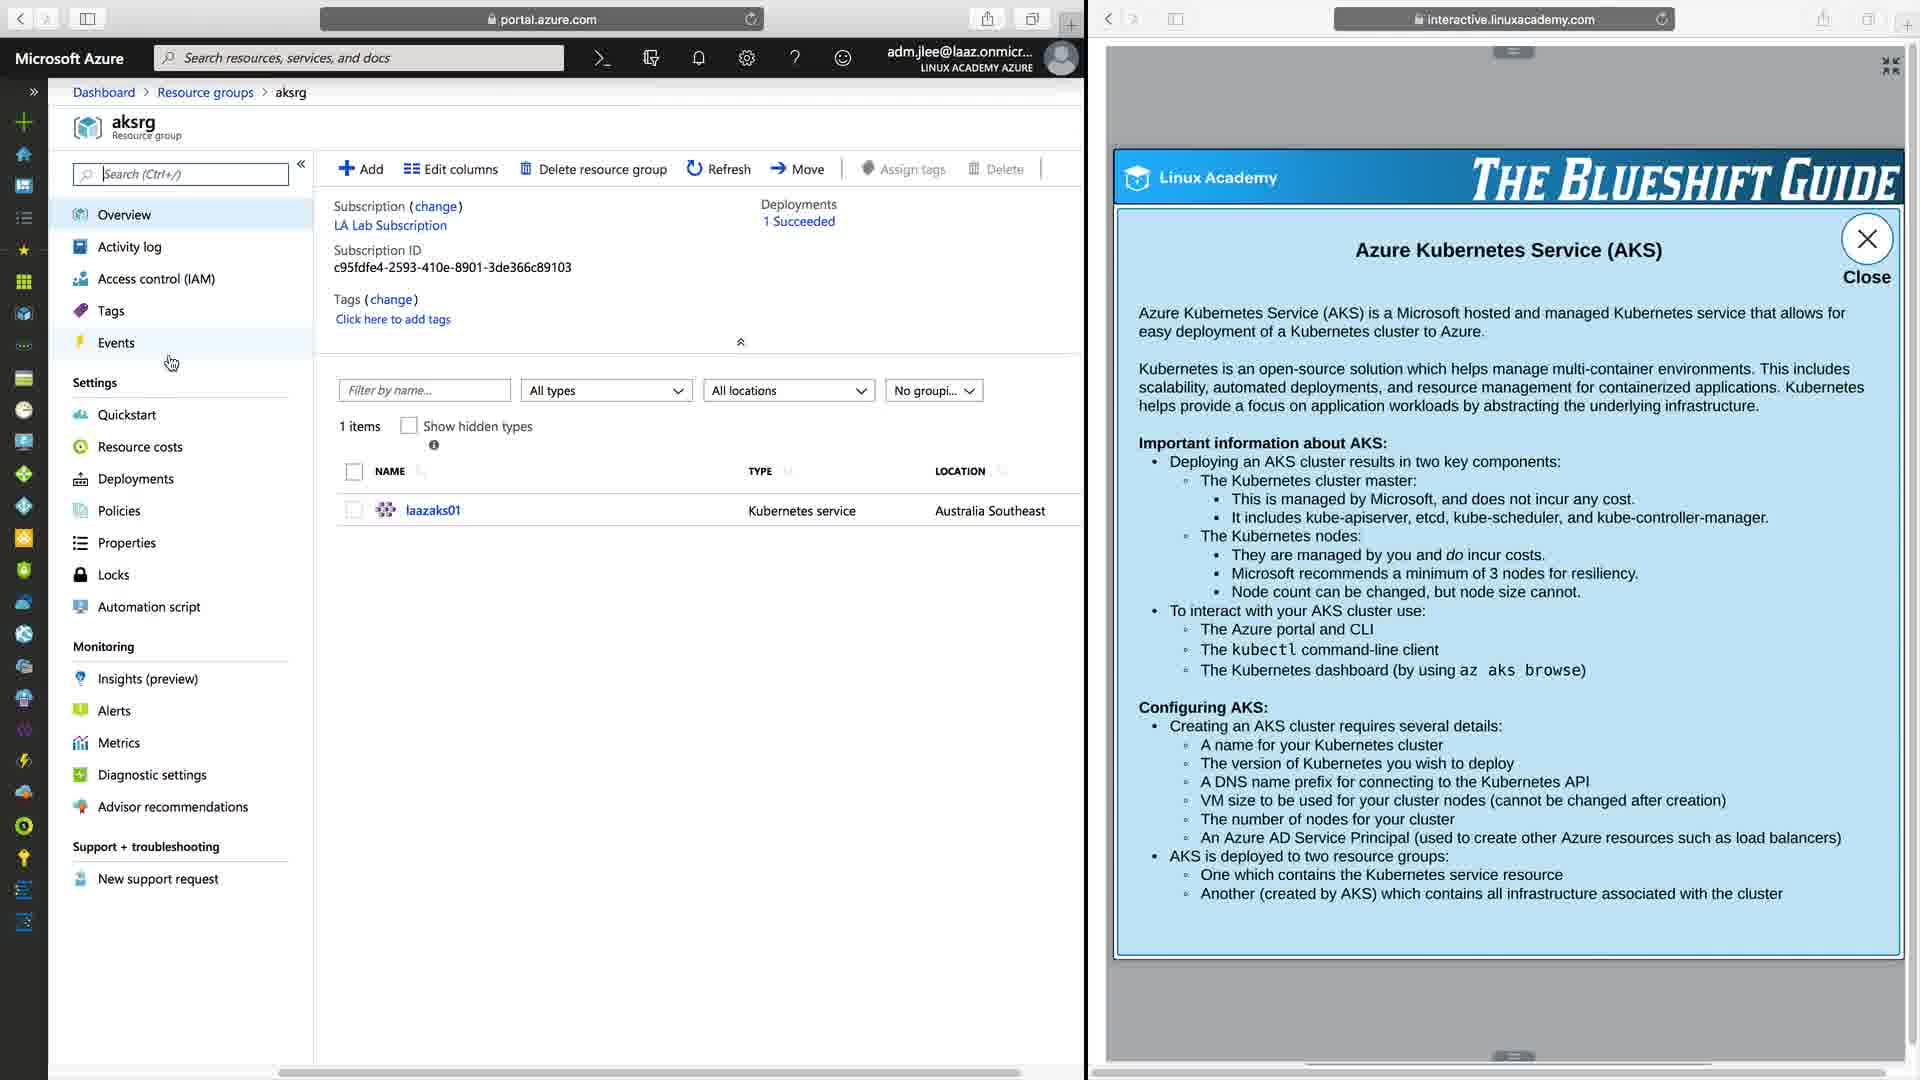 portal.azure.com
Microsoft Azure
Search resources, services, and docs
adm.jlee@laaz.onmicr...
LINUX ACADEMY AZURE
Dashboard > Resource groups > aksrg
aksrg
Resource group
Search (Ctrl+/)
Overview
Activity log
Access control (IAM)
Tags
Events
Settings
Quickstart
Resource costs
Deployments
Policies
Properties
Locks
Automation script
Monitoring
Insights (preview)
Alerts
Metrics
Diagnostic settings
Advisor recommendations
Support + troubleshooting
New support request
Add Edit columns Delete resource group Refresh Move Assign tags Delete
Subscription (change)
LA Lab Subscription
Subscription ID
c95fdfe4-2593-410e-8901-3de366c89103
Tags (change)
Click here to add tags
Deployments
1 Succeeded
Filter by name... All types All locations No groupi...
1 items Show hidden types
NAME TYPE LOCATION
laazaks01 Kubernetes service Australia Southeast
interactive.linuxacademy.com
Linux Academy
THE BLUESHIFT GUIDE
Azure Kubernetes Service (AKS)
Close
Azure Kubernetes Service (AKS) is a Microsoft hosted and managed Kubernetes service that allows for
easy deployment of a Kubernetes cluster to Azure.
Kubernetes is an open-source solution which helps manage multi-container environments. This includes
scalability, automated deployments, and resource management for containerized applications. Kubernetes
helps provide a focus on application workloads by abstracting the underlying infrastructure.
Important information about AKS:
• Deploying an AKS cluster results in two key components:
◦ The Kubernetes cluster master:
▪ This is managed by Microsoft, and does not incur any cost.
▪ It includes kube-apiserver, etcd, kube-scheduler, and kube-controller-manager.
◦ The Kubernetes nodes:
▪ They are managed by you and do incur costs.
▪ Microsoft recommends a minimum of 3 nodes for resiliency.
▪ Node count can be changed, but node size cannot.
• To interact with your AKS cluster use:
◦ The Azure portal and CLI
◦ The kubectl command-line client
◦ The Kubernetes dashboard (by using az aks browse)
Configuring AKS:
• Creating an AKS cluster requires several details:
◦ A name for your Kubernetes cluster
◦ The version of Kubernetes you wish to deploy
◦ A DNS name prefix for connecting to the Kubernetes API
◦ VM size to be used for your cluster nodes (cannot be changed after creation)
◦ The number of nodes for your cluster
◦ An Azure AD Service Principal (used to create other Azure resources such as load balancers)
• AKS is deployed to two resource groups:
◦ One which contains the Kubernetes service resource
◦ Another (created by AKS) which contains all infrastructure associated with the cluster